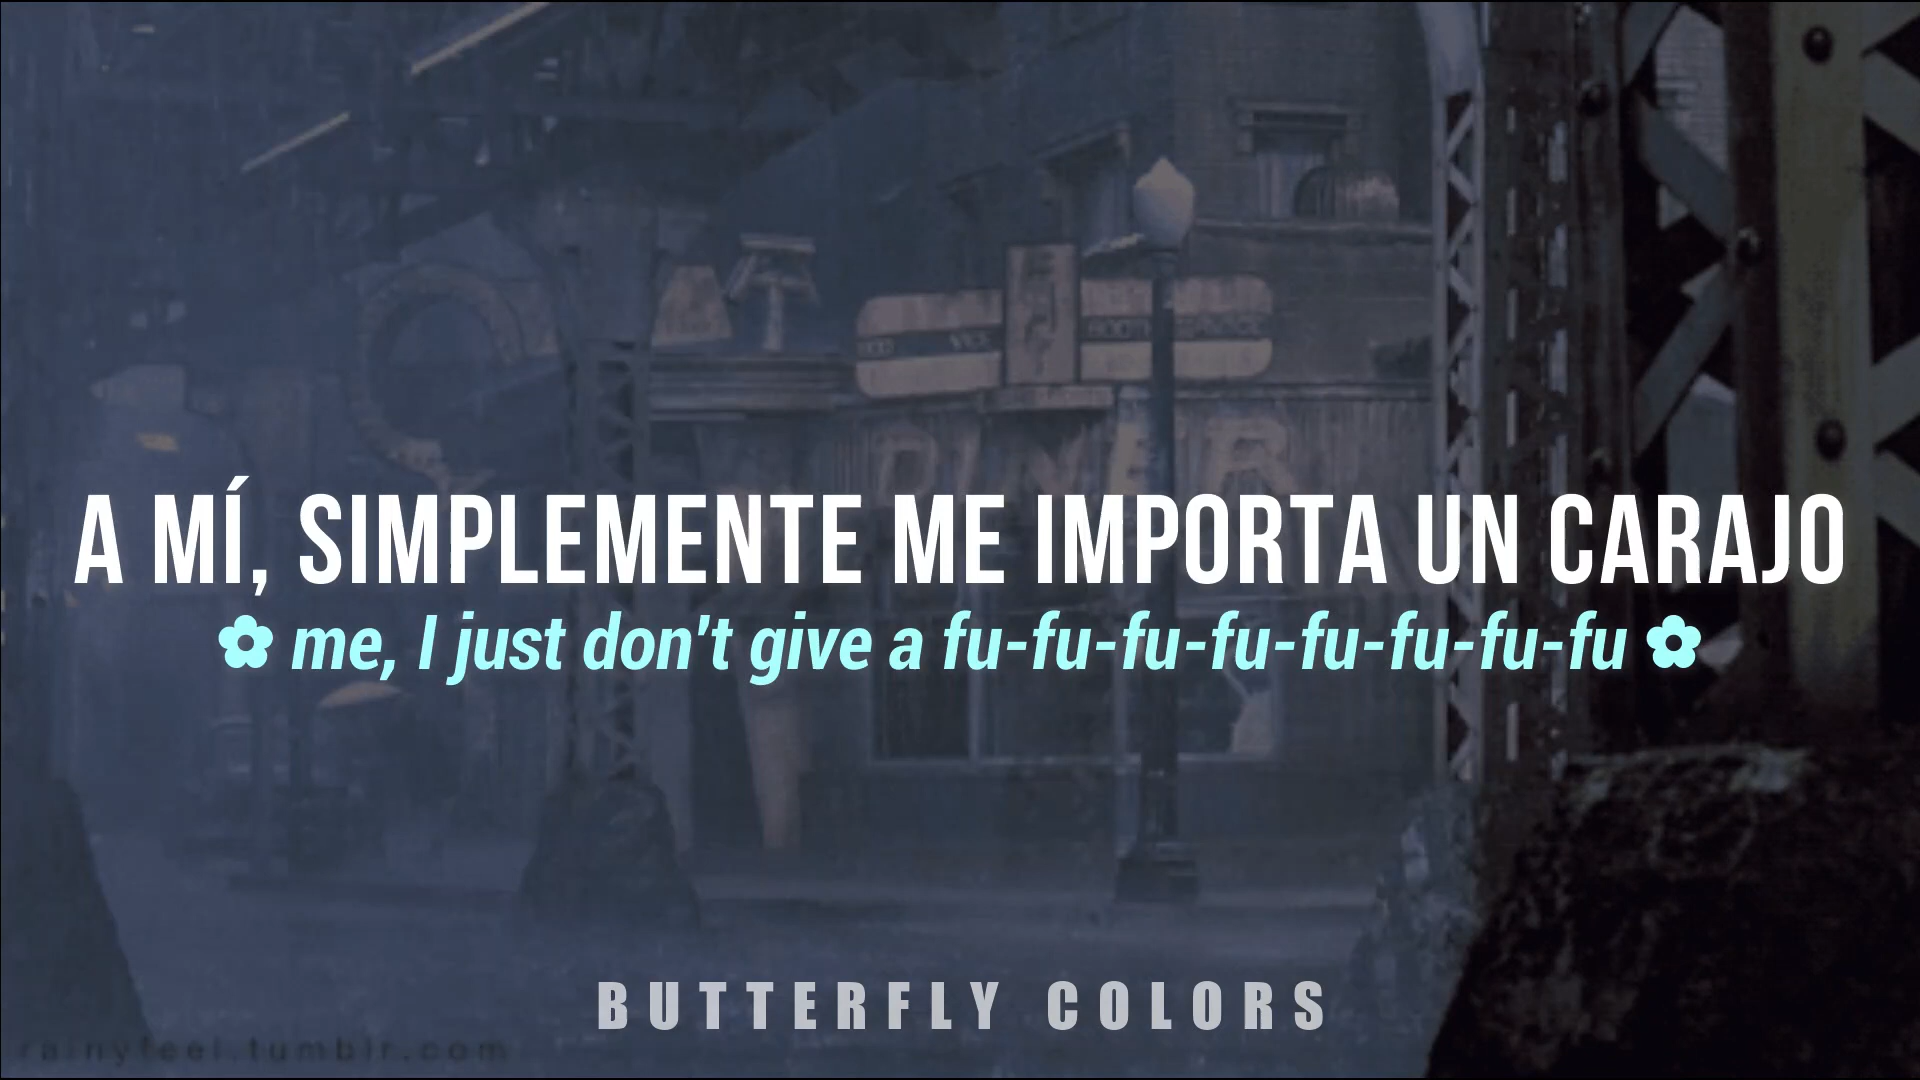 DINER
A MÍ, SIMPLEMENTE ME IMPORTA UN CARAJO
✿ me, I just don't give a fu-fu-fu-fu-fu-fu-fu-fu ✿
BUTTERFLY COLORS
rainyfeel.tumblr.com